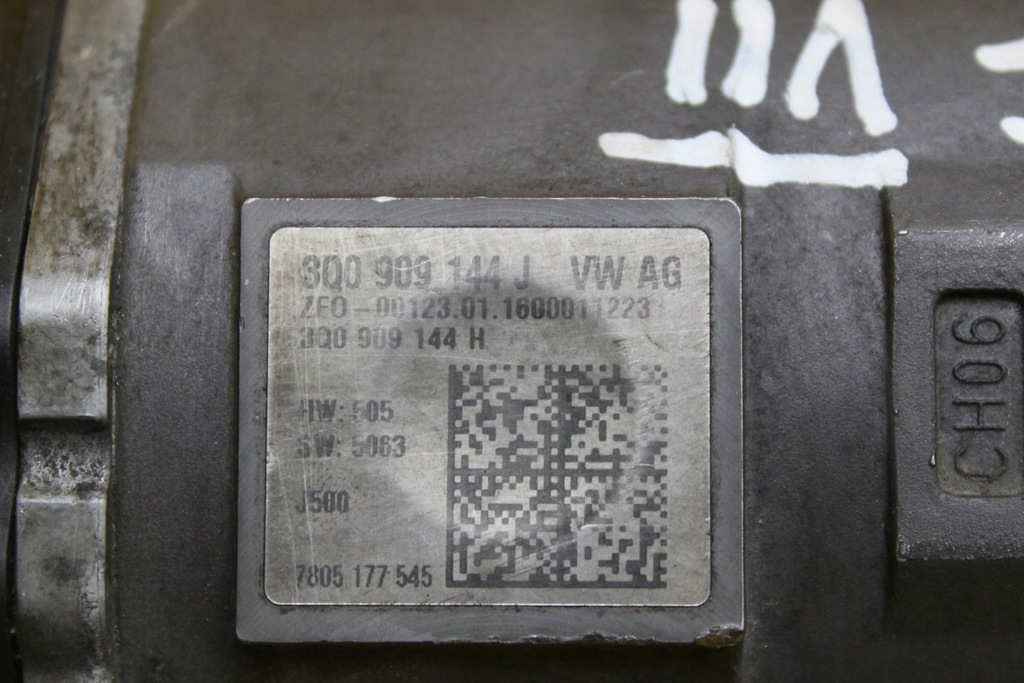 3Q0 909 144 J VW AG
ZF0-00123.01.1600011223
3Q0 909 144 H
HW: 505
SW: 5063
J500
7805 177 545
CH06